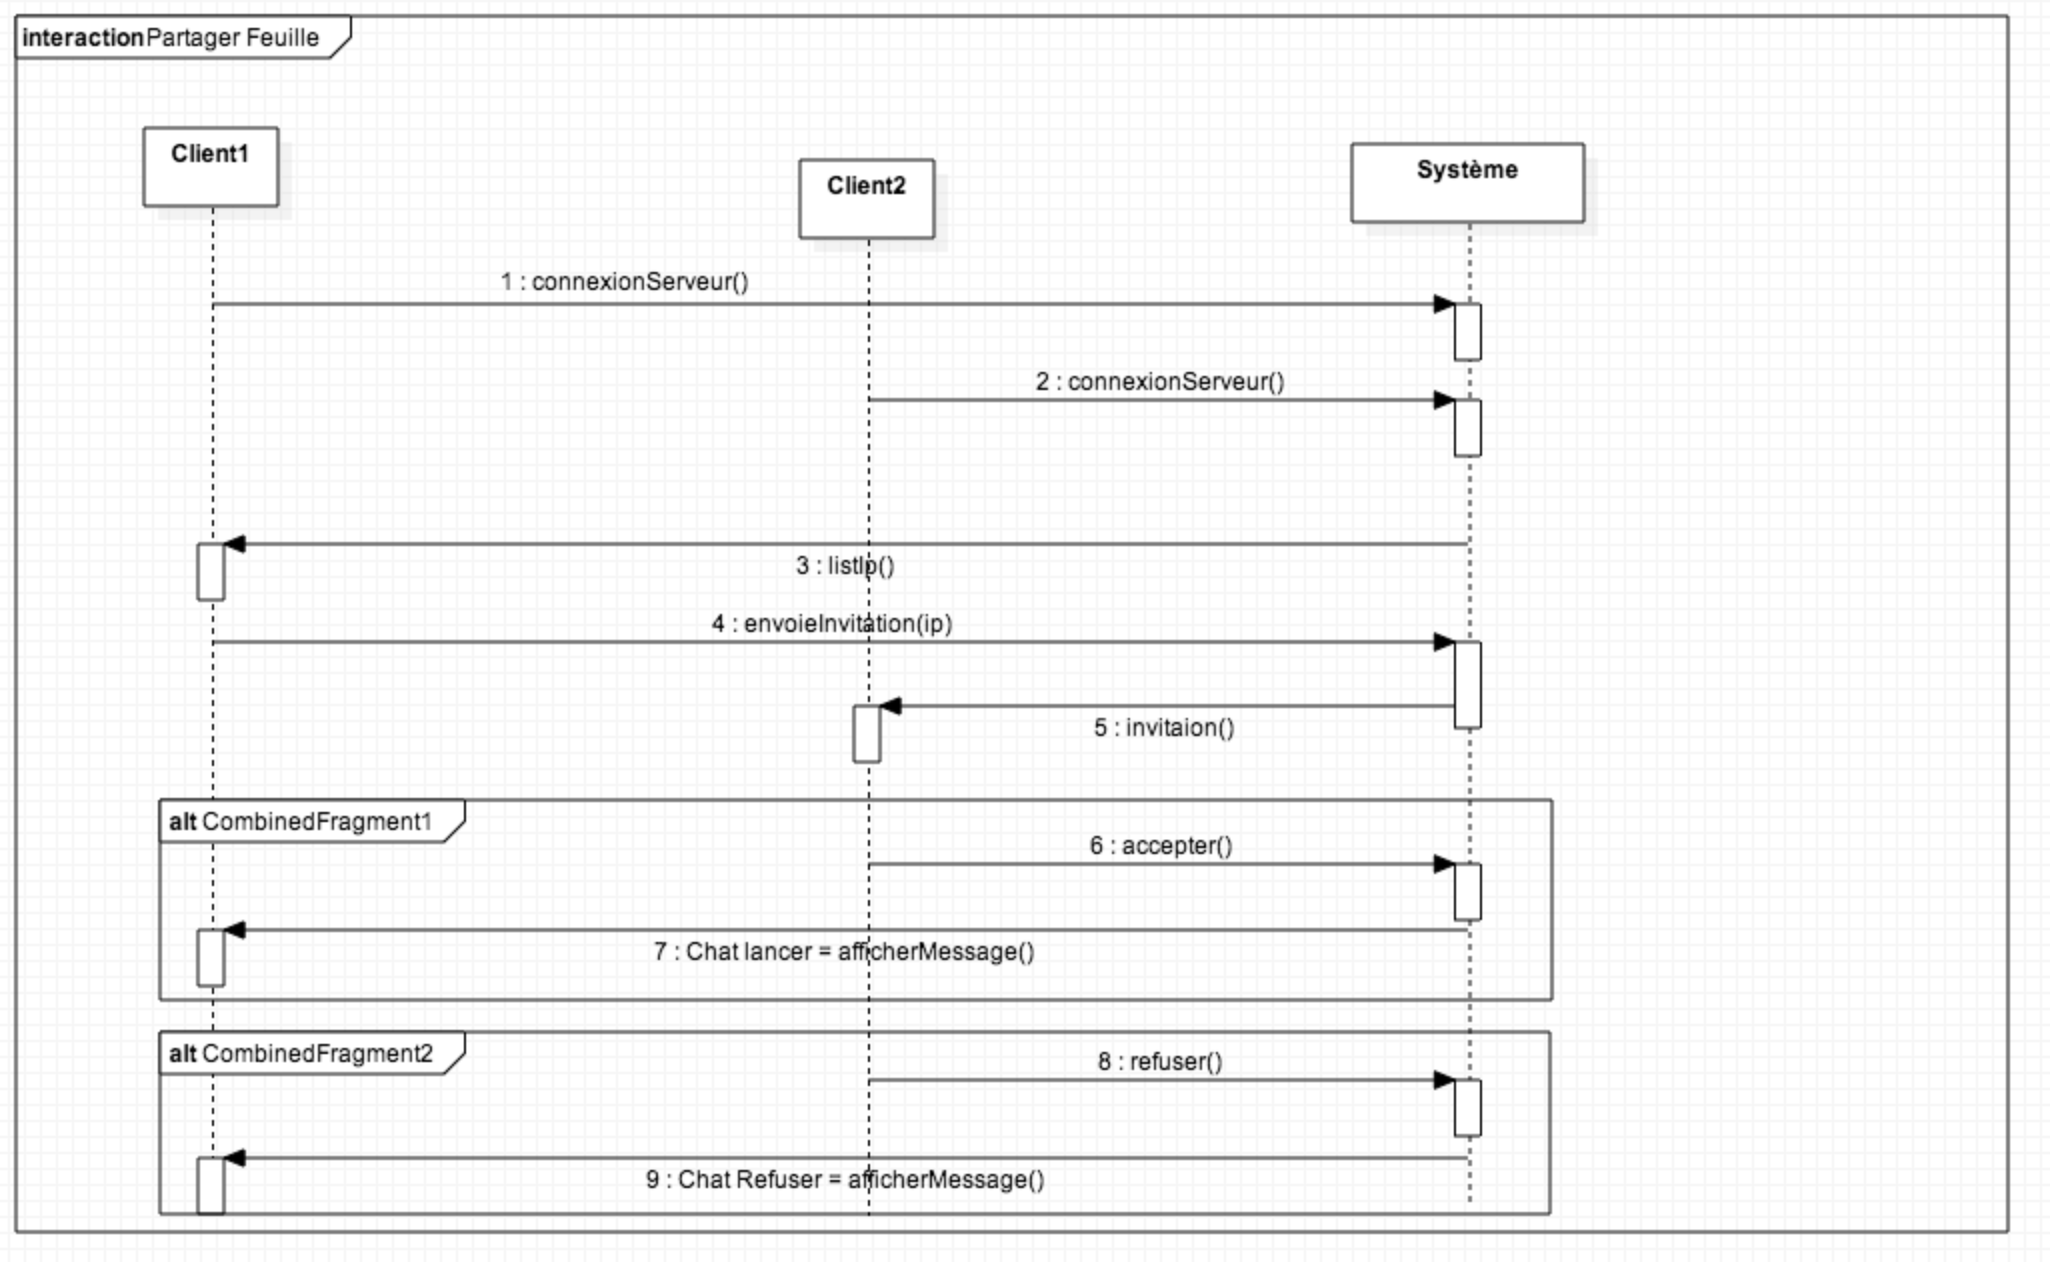 interaction Partager Feuille
Client1
Client2
Système
1 : connexionServeur()
2 : connexionServeur()
3 : listIp()
4 : envoieInvitation(ip)
5 : invitaion()
alt CombinedFragment1
6 : accepter()
7 : Chat lancer = afficherMessage()
alt CombinedFragment2
8 : refuser()
9 : Chat Refuser = afficherMessage()